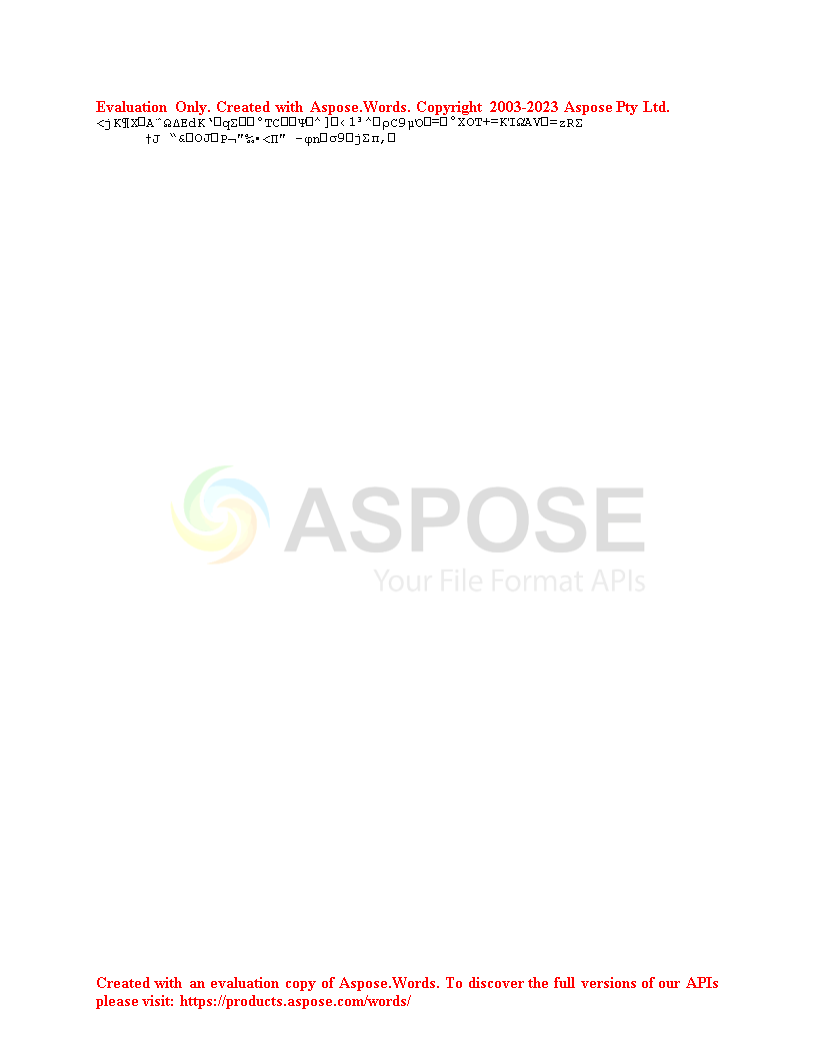 Evaluation Only. Created with Aspose.Words. Copyright 2003-2023 Aspose Pty Ltd.
ASPOSE
Your File Format APIs
Created with an evaluation copy of Aspose.Words. To discover the full versions of our APIs
please visit: https://products.aspose.com/words/